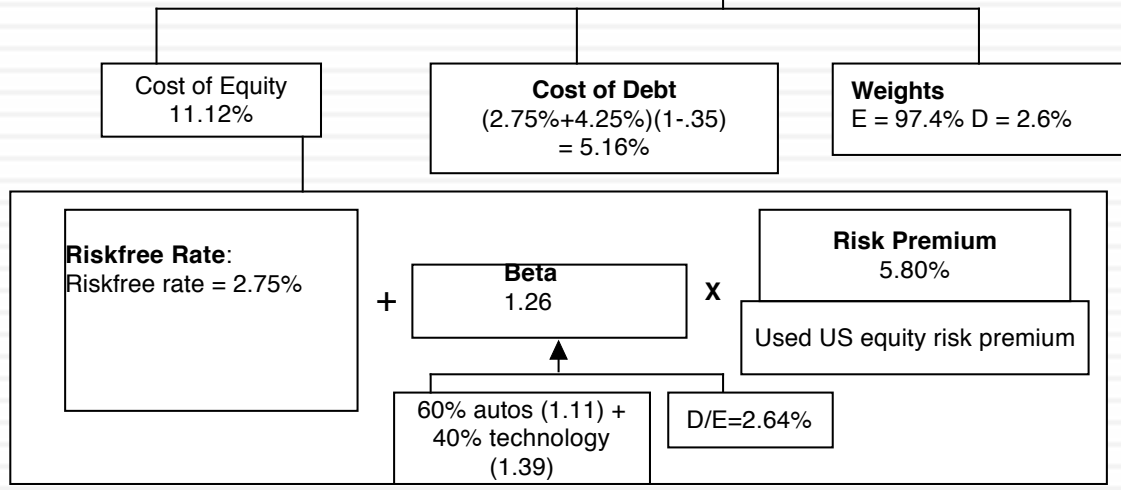 Cost of Equity
11.12%
Cost of Debt
(2.75%+4.25%)(1-.35)
= 5.16%
Weights
E = 97.4% D = 2.6%
Riskfree Rate:
Riskfree rate = 2.75%
+
Beta
1.26
X
Risk Premium
5.80%
Used US equity risk premium
60% autos (1.11) +
40% technology
(1.39)
D/E=2.64%